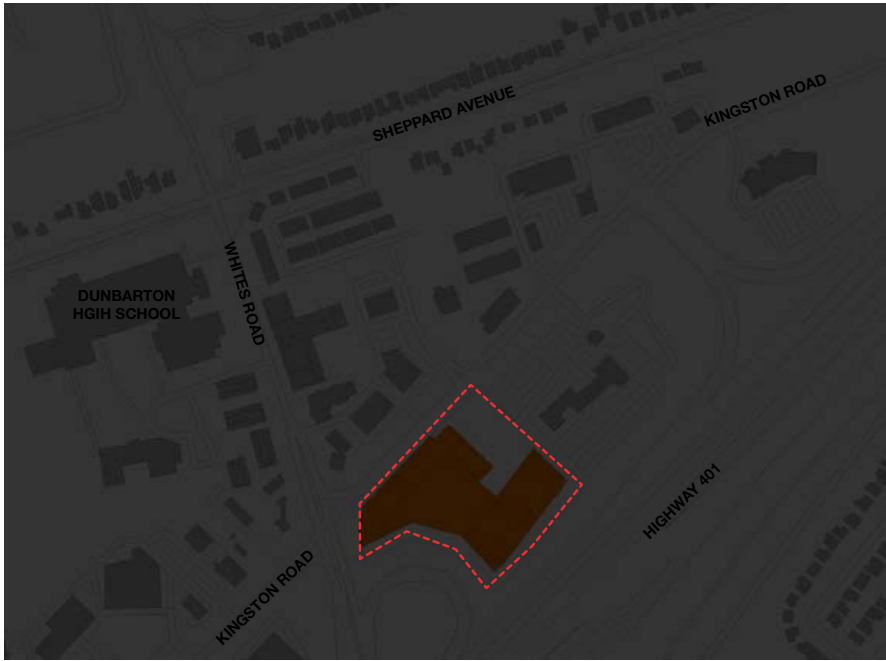 SHEPPARD AVENUE
KINGSTON ROAD
WHITES ROAD
DUNBARTON
HGIH SCHOOL
HIGHWAY 401
KINGSTON ROAD